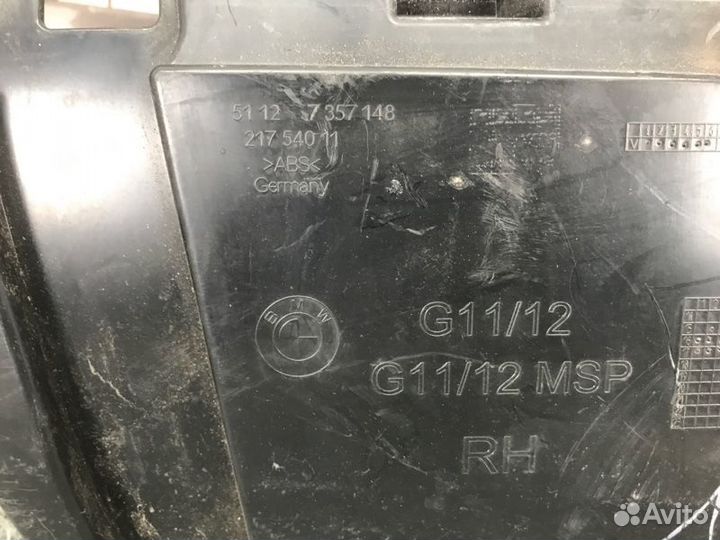 51 12 7 357 148
217 540 11
>ABS<
Germany
BMW
G11/12
G11/12 MSP
RH
Avito